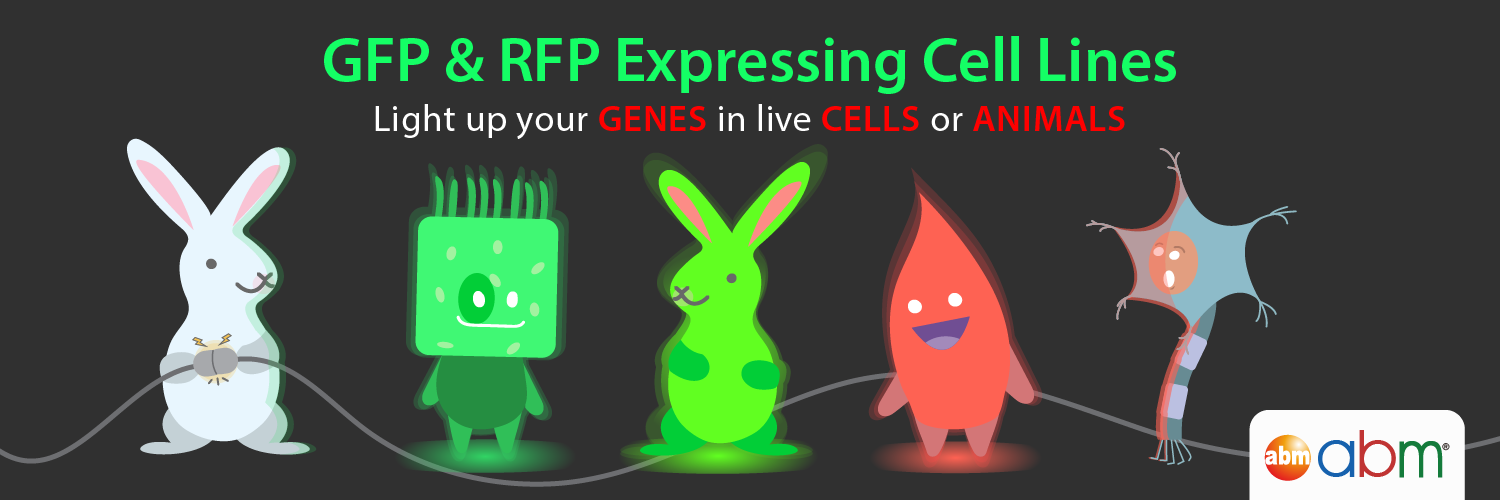 GFP & RFP Expressing Cell Lines
Light up your GENES in live CELLS or ANIMALS
abm abm®